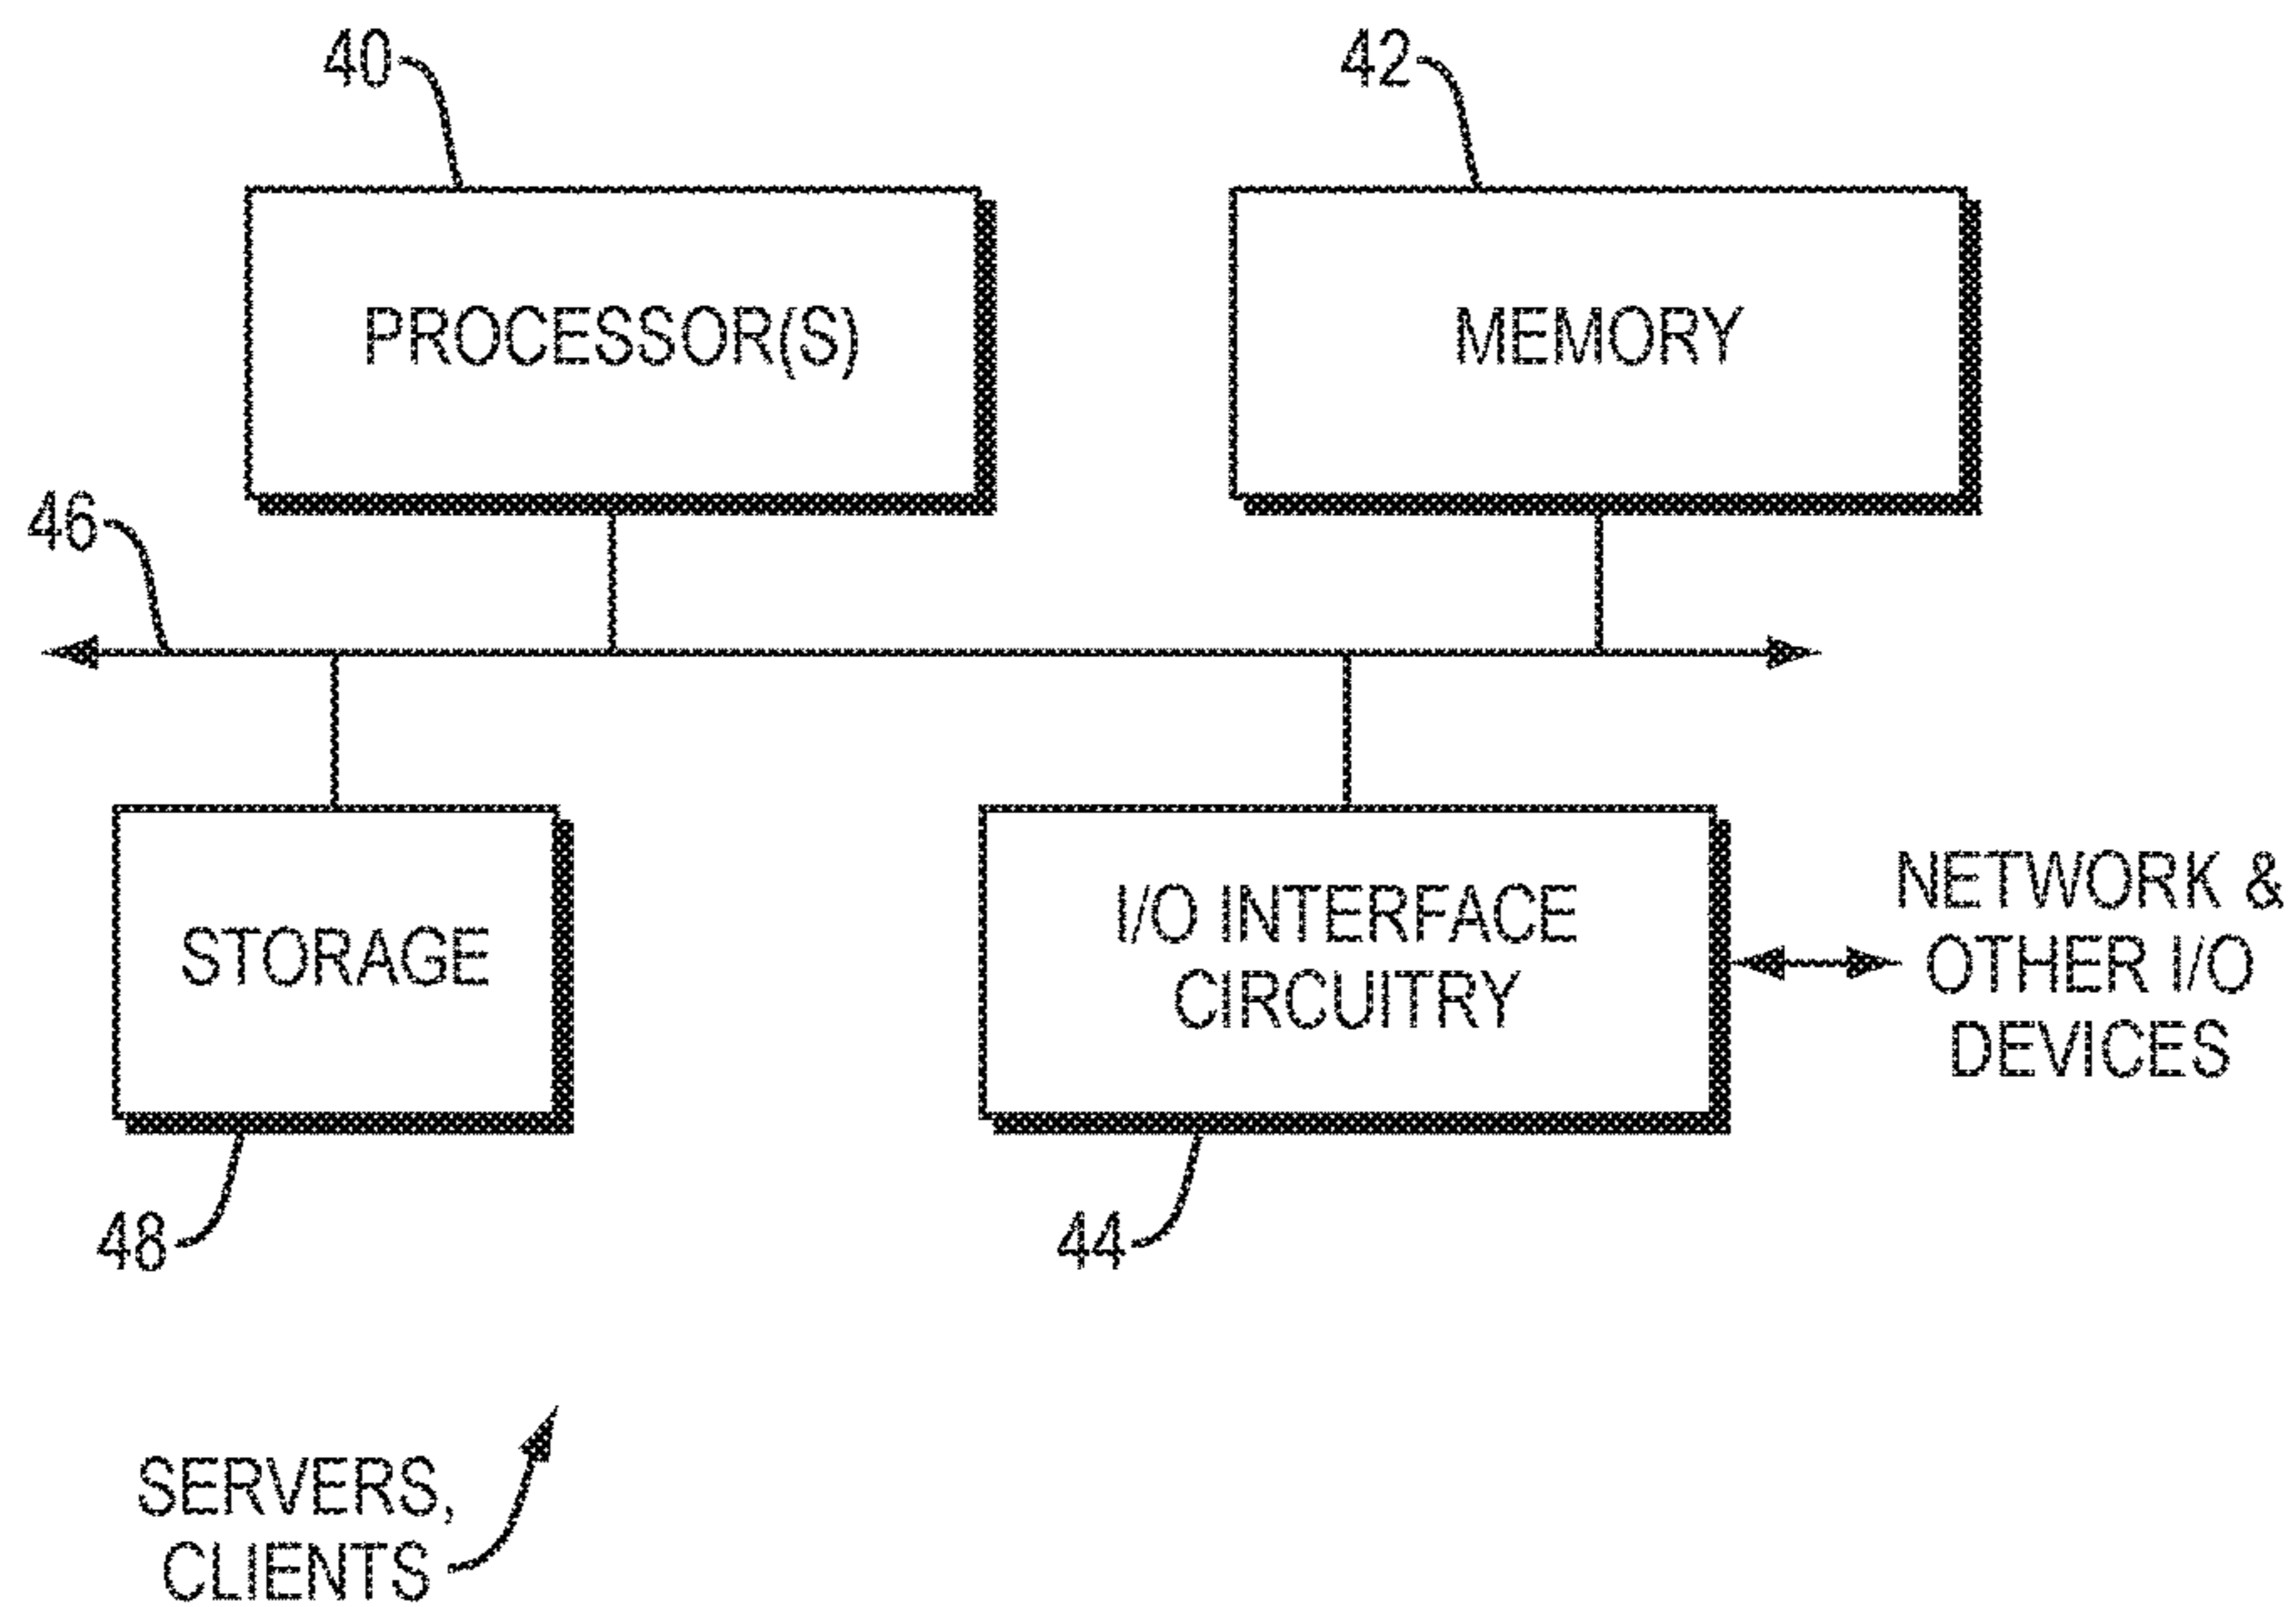 40
42
PROCESSOR(S)
MEMORY
46
STORAGE
I/O INTERFACE
CIRCUITRY
NETWORK &
OTHER I/O
DEVICES
48
44
SERVERS,
CLIENTS